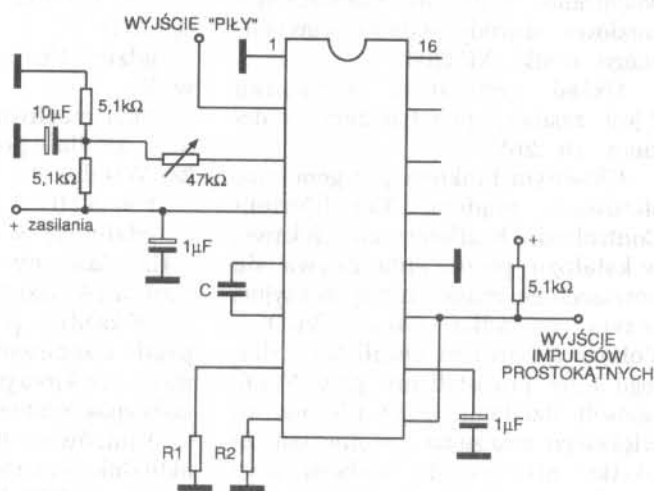 WYJŚCIE "PIŁY"
1
16
5,1kΩ
10µF
5,1kΩ
47kΩ
+ zasilania
1µF
C
+
5,1kΩ
WYJŚCIE
IMPULSÓW
PROSTOKĄTNYCH
1µF
R1
R2